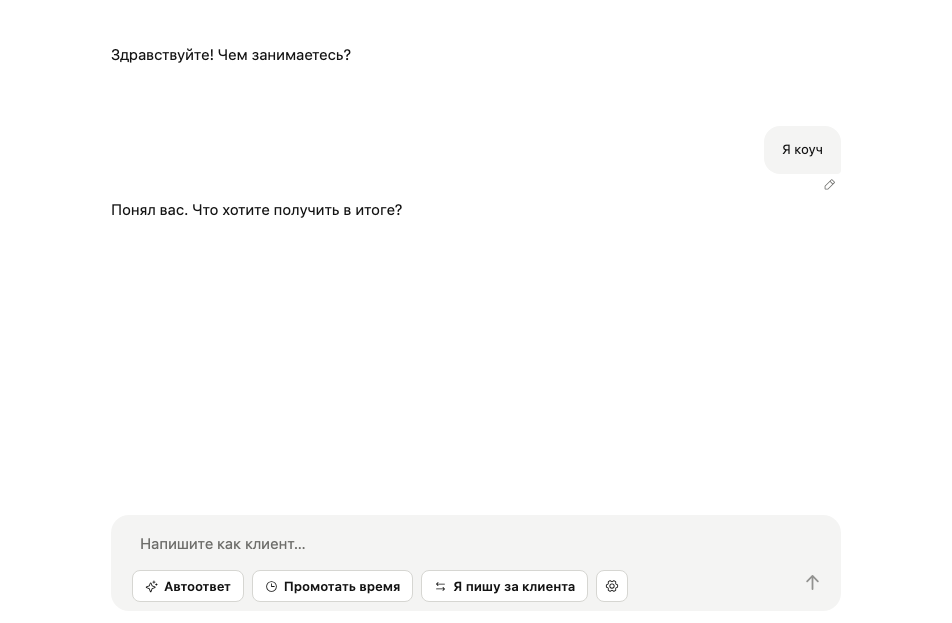 Здравствуйте! Чем занимаетесь?
Я коуч
Понял вас. Что хотите получить в итоге?
Напишите как клиент...
Автоответ
Промотать время
Я пишу за клиента